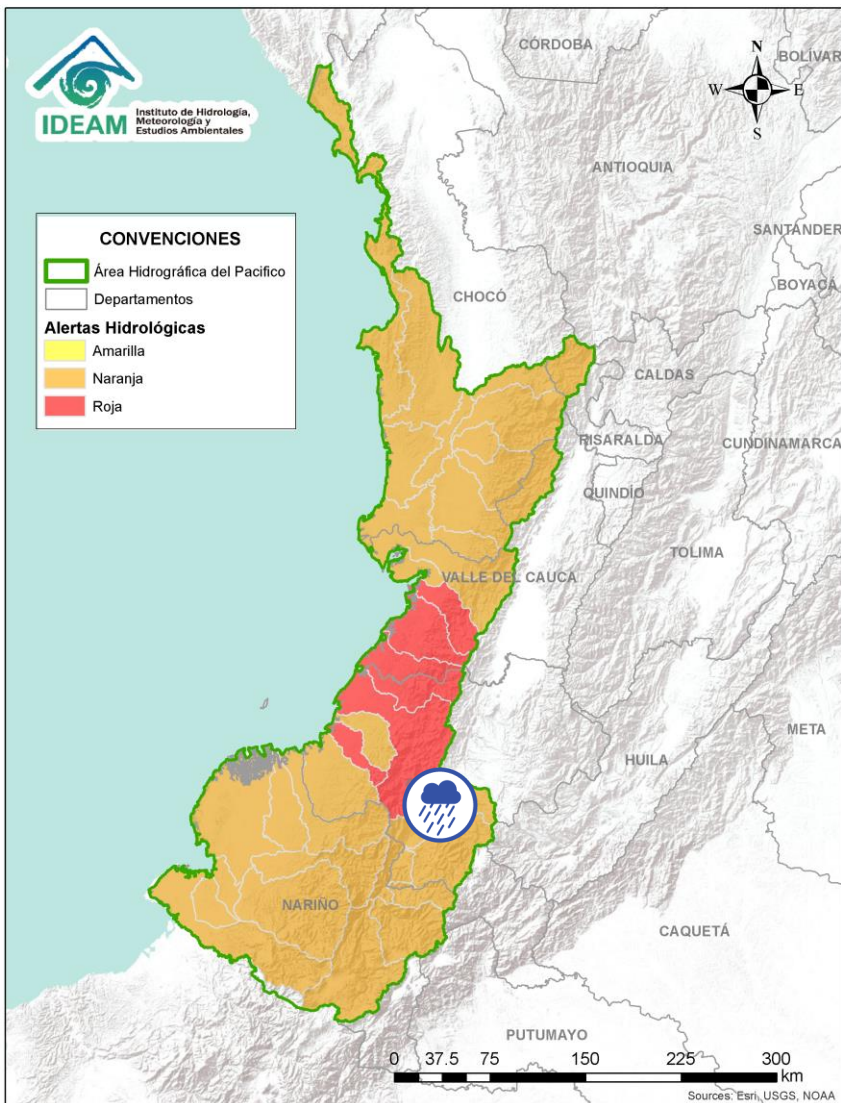 IDEAM
Instituto de Hidrología,
Meteorología y
Estudios Ambientales
N
W
E
S
CÓRDOBA
BOLÍVAR
ANTIOQUIA
SANTANDER
BOYACÁ
CHOCÓ
CALDAS
RISARALDA
CUNDINAMARCA
QUINDÍO
TOLIMA
VALLE DEL CAUCA
META
HUILA
NARIÑO
CAQUETÁ
PUTUMAYO
CONVENCIONES
Área Hidrográfica del Pacifico
Departamentos
Alertas Hidrológicas
Amarilla
Naranja
Roja
0 37.5 75 150 225 300
km
Sources: Esri, USGS, NOAA